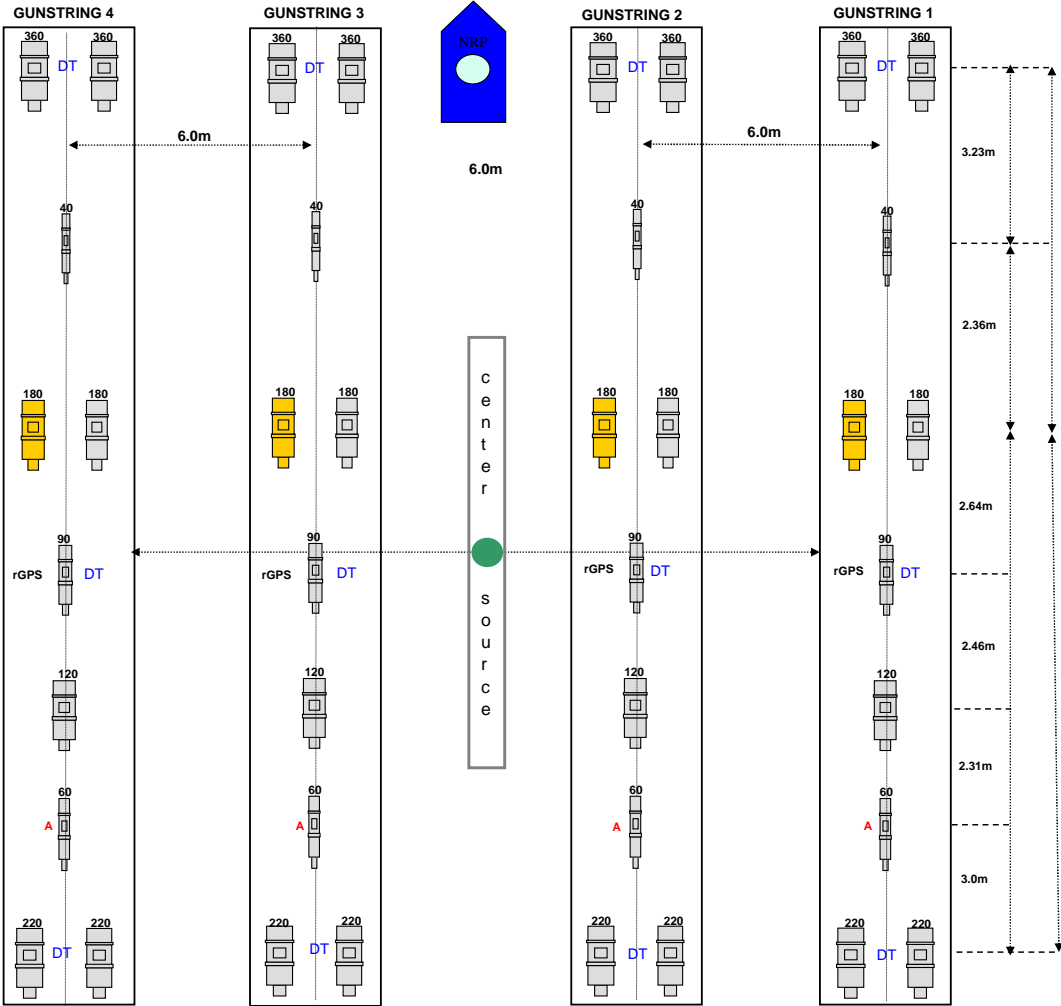 GUNSTRING 4 GUNSTRING 3 GUNSTRING 2 GUNSTRING 1
NRP
360 360 360 360 360 360 360 360
DT DT DT DT
6.0m 6.0m
3.23m
6.0m
40 40 40 40
2.36m
center
180 180 180 180 180 180 180 180
2.64m
90 90 90 90
rGPS DT rGPS DT rGPS DT rGPS DT
source
2.46m
120 120 120 120
2.31m
60 60 60 60
A A A A
3.0m
220 220 220 220 220 220 220 220
DT DT DT DT